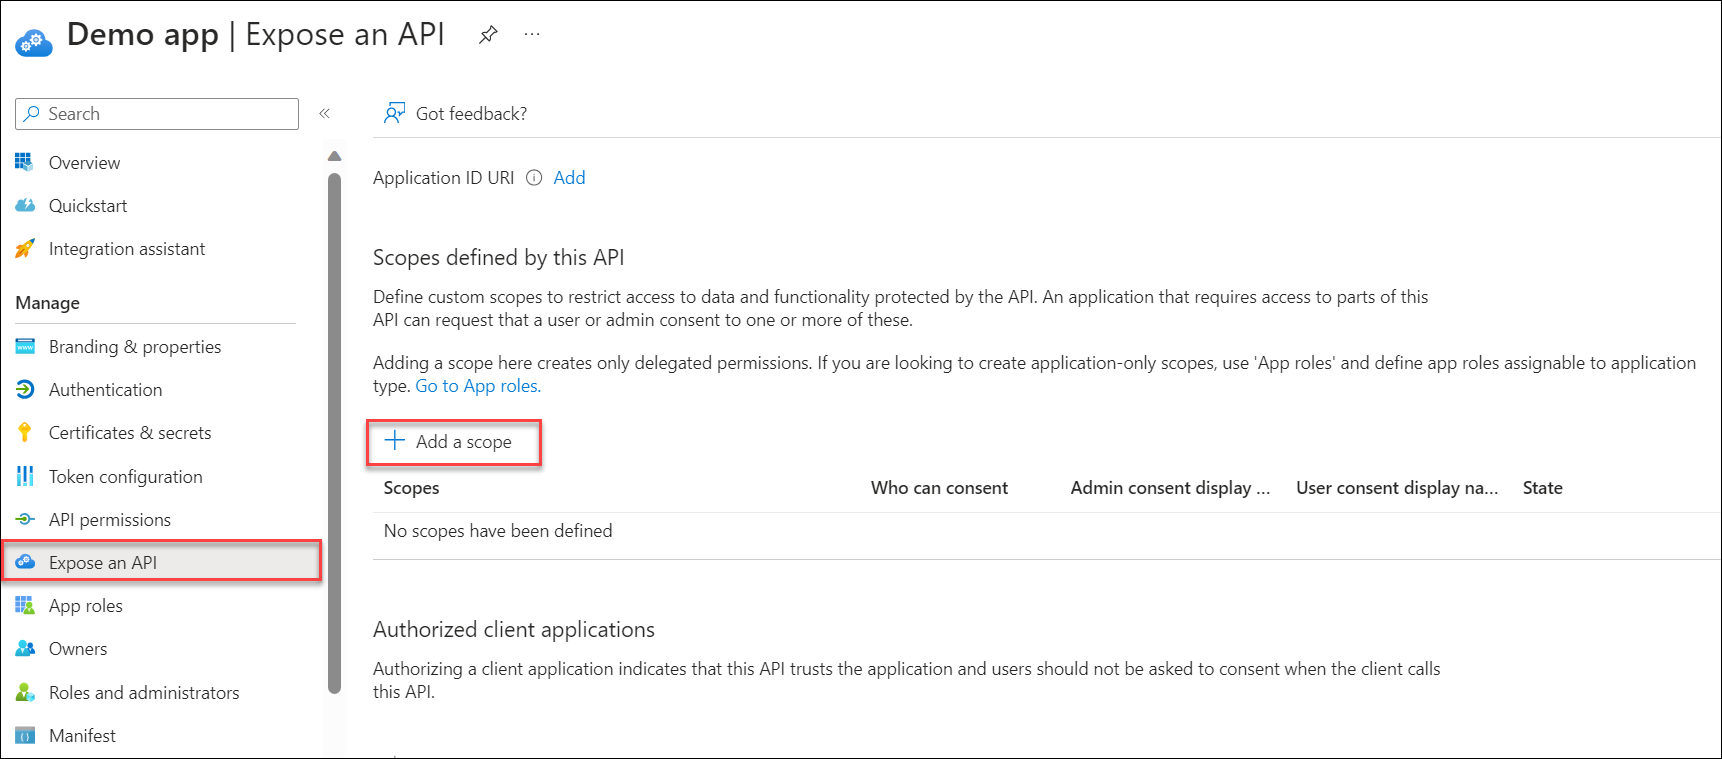 Demo app | Expose an API
Search
Overview
Quickstart
Integration assistant
Manage
Branding & properties
Authentication
Certificates & secrets
Token configuration
API permissions
Expose an API
App roles
Owners
Roles and administrators
Manifest
Got feedback?
Application ID URI Add
Scopes defined by this API
Define custom scopes to restrict access to data and functionality protected by the API. An application that requires access to parts of this
API can request that a user or admin consent to one or more of these.
Adding a scope here creates only delegated permissions. If you are looking to create application-only scopes, use 'App roles' and define app roles assignable to application
type. Go to App roles.
Add a scope
Scopes Who can consent Admin consent display ... User consent display na... State
No scopes have been defined
Authorized client applications
Authorizing a client application indicates that this API trusts the application and users should not be asked to consent when the client calls
this API.